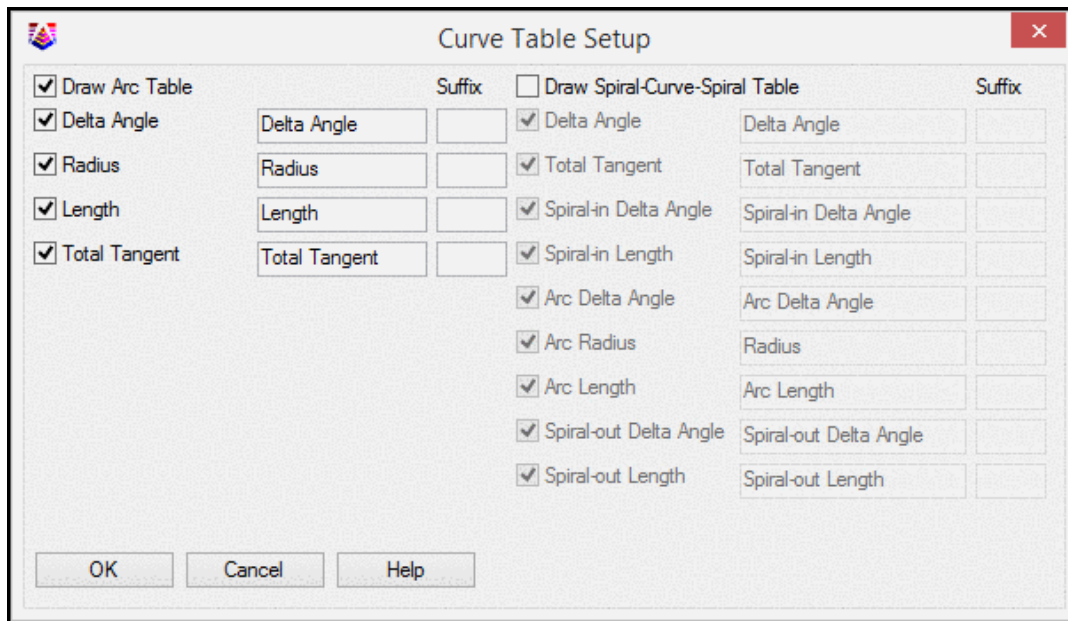 Curve Table Setup
Draw Arc Table Suffix
Delta Angle Delta Angle
Radius Radius
Length Length
Total Tangent Total Tangent
Draw Spiral-Curve-Spiral Table Suffix
Delta Angle Delta Angle
Total Tangent Total Tangent
Spiral-in Delta Angle Spiral-in Delta Angle
Spiral-in Length Spiral-in Length
Arc Delta Angle Arc Delta Angle
Arc Radius Radius
Arc Length Arc Length
Spiral-out Delta Angle Spiral-out Delta Angle
Spiral-out Length Spiral-out Length
OK Cancel Help